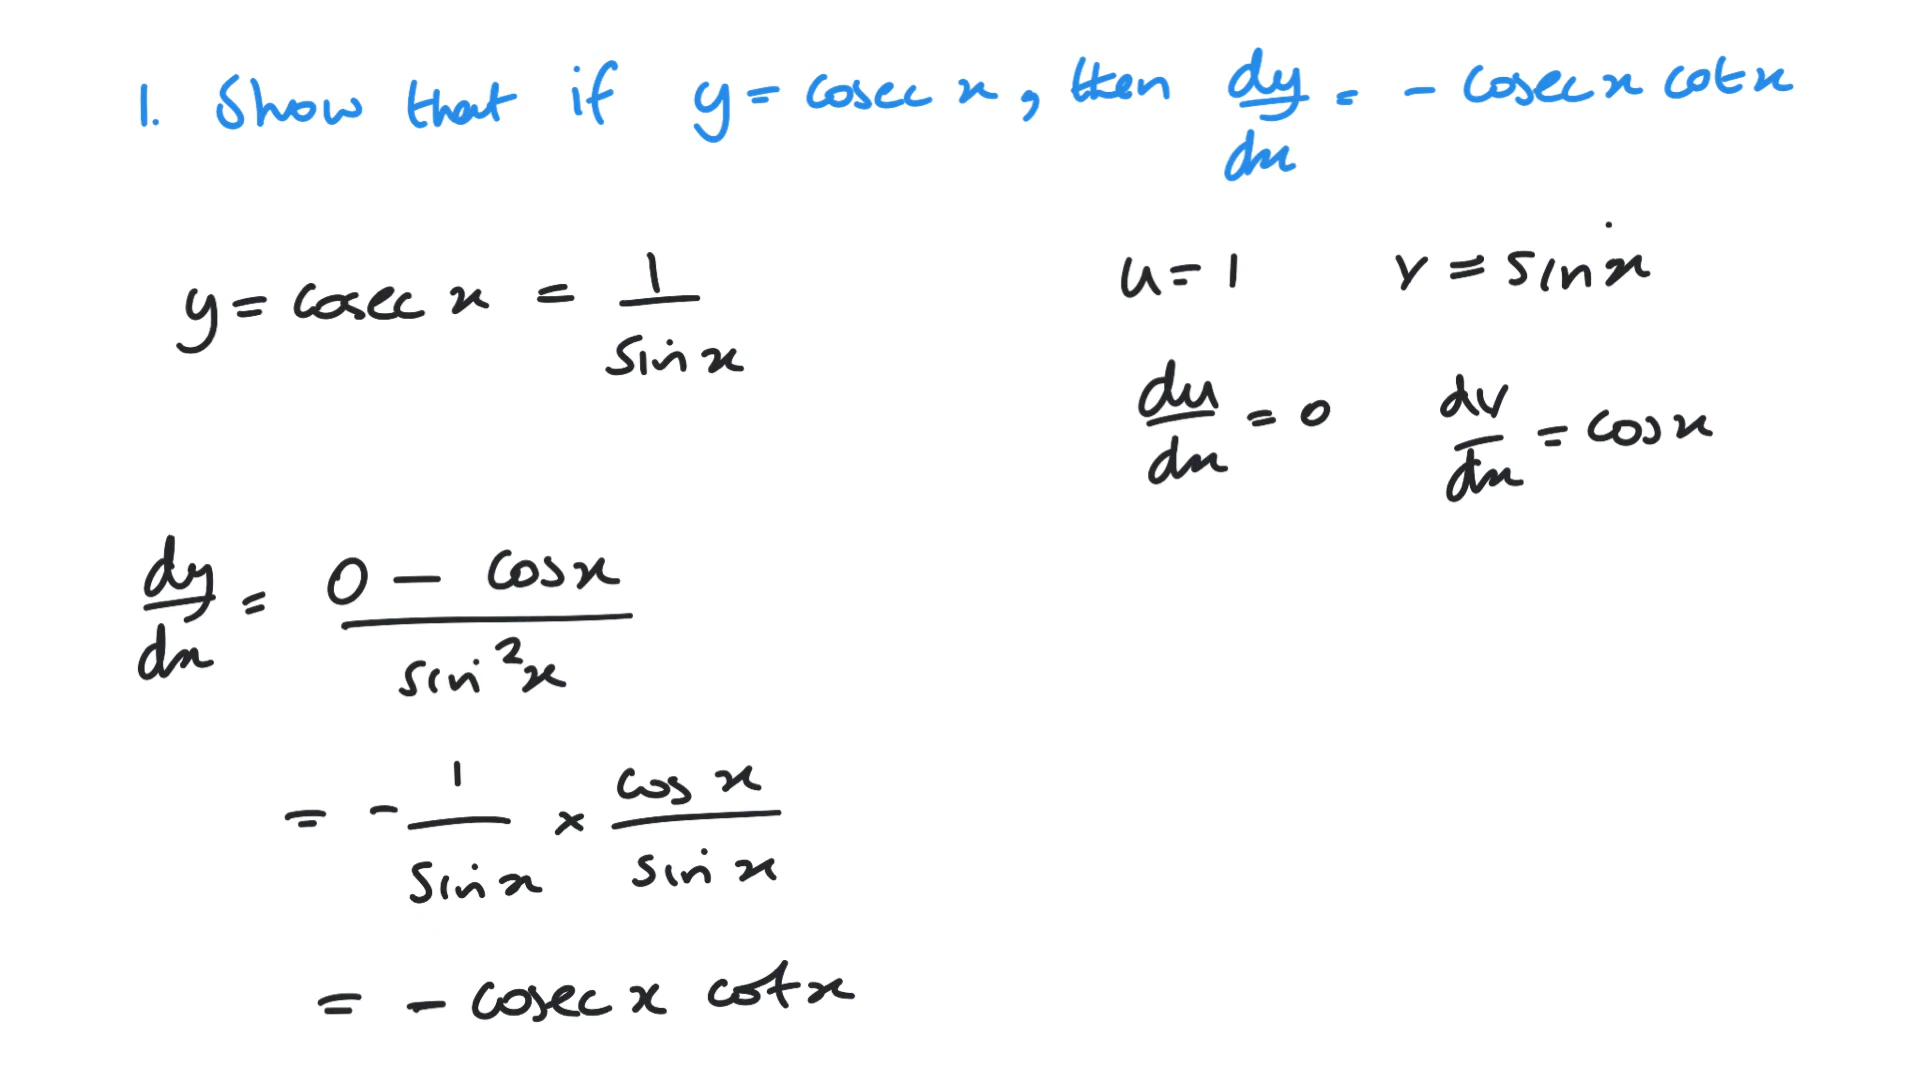 1. Show that if y = cosec x, then dy/dx = - cosec x cot x
y = cosec x = 1/sin x
u = 1 v = sin x
du/dx = 0 dv/dx = cos x
dy/dx = (0 - cos x)/sin²x
= - 1/sin x × cos x/sin x
= - cosec x cot x